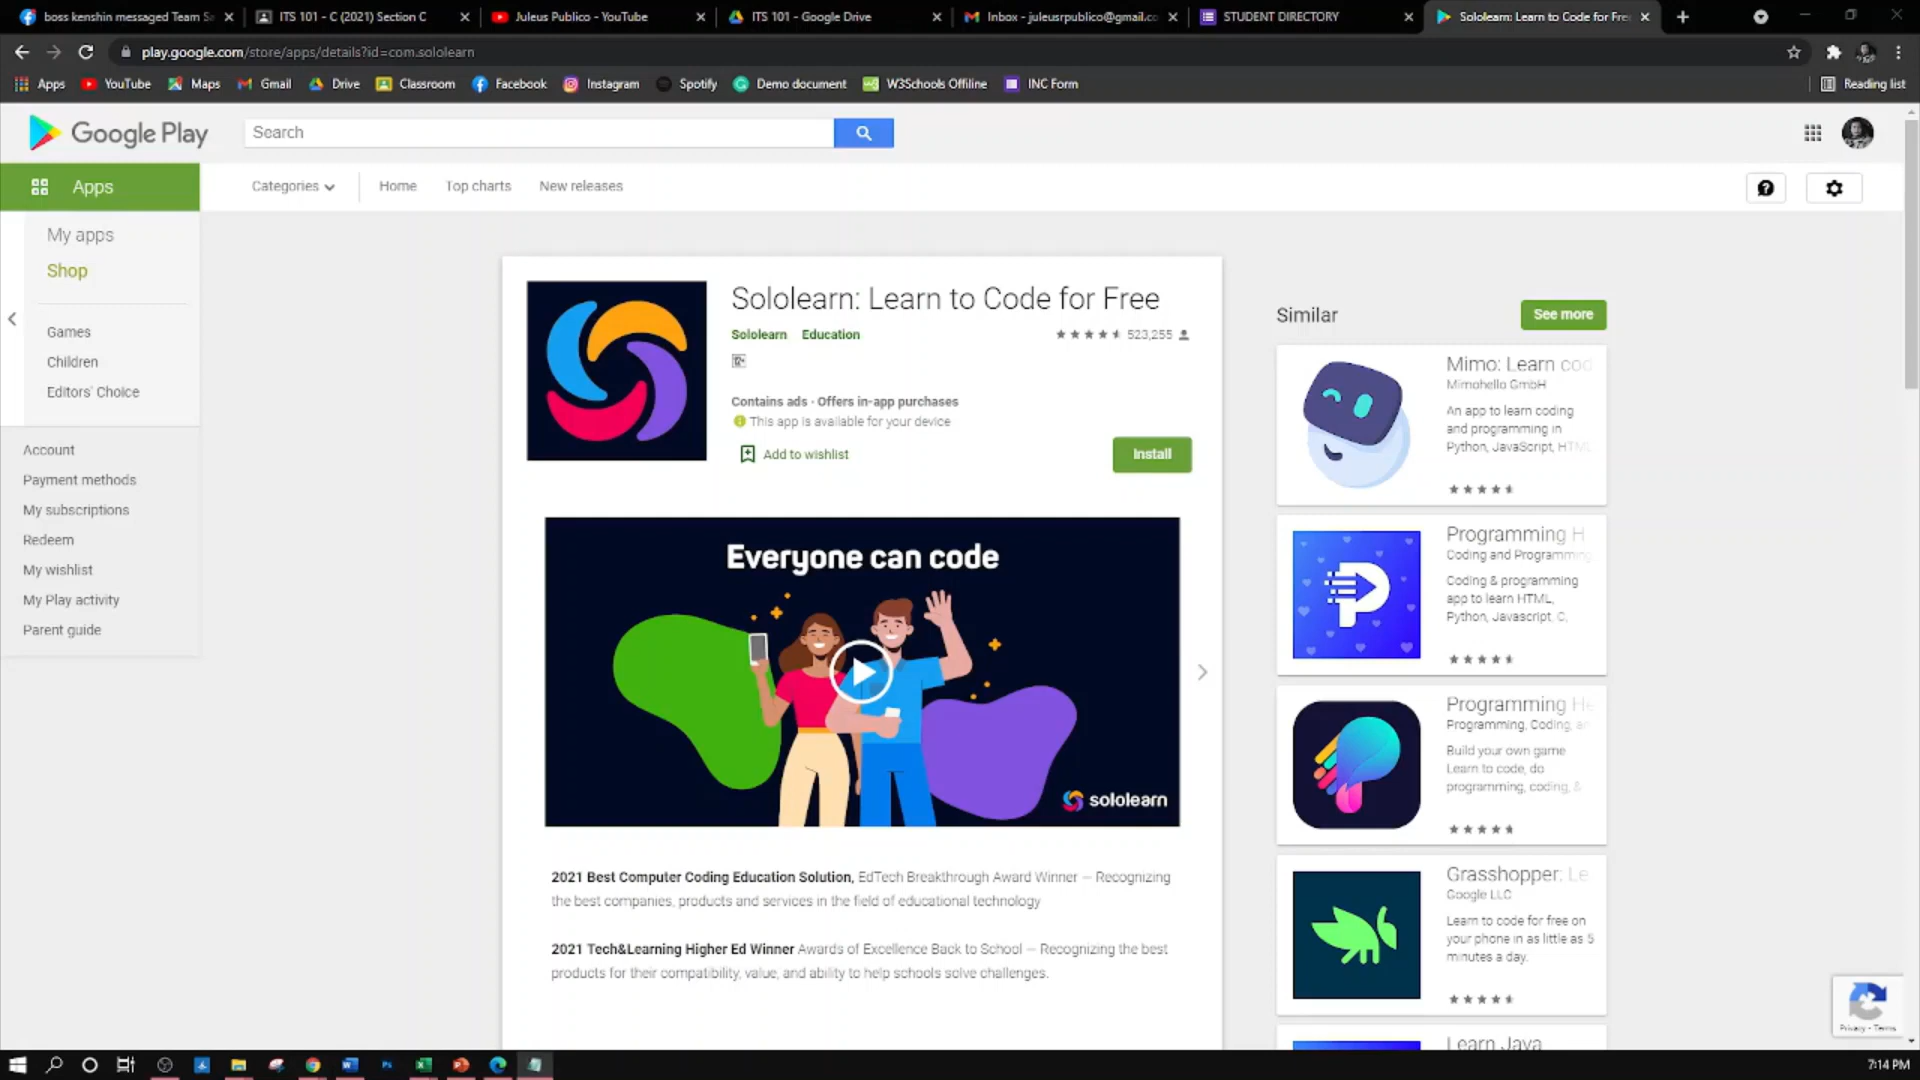 boss kenshin messaged Team S
ITS 101 - C (2021) Section C
Juleus Publico - YouTube
ITS 101 - Google Drive
Inbox - juleusrpublico@gmail.c
STUDENT DIRECTORY
Sololearn: Learn to Code for Fre
play.google.com/store/apps/details?id=com.sololearn
Apps
YouTube
Maps
Gmail
Drive
Classroom
Facebook
Instagram
Spotify
Demo document
W3Schools Offiline
INC Form
Reading list
Google Play
Search
Apps
Categories
Home
Top charts
New releases
My apps
Shop
Games
Children
Editors' Choice
Account
Payment methods
My subscriptions
Redeem
My wishlist
My Play activity
Parent guide
Sololearn: Learn to Code for Free
Sololearn Education
523,255
Contains ads · Offers in-app purchases
This app is available for your device
Add to wishlist
Install
Everyone can code
sololearn
2021 Best Computer Coding Education Solution, EdTech Breakthrough Award Winner — Recognizing
the best companies, products and services in the field of educational technology
2021 Tech&Learning Higher Ed Winner Awards of Excellence Back to School — Recognizing the best
products for their compatibility, value, and ability to help schools solve challenges.
Similar
See more
Mimo: Learn cod
Mimohello GmbH
An app to learn coding
and programming in
Python, JavaScript, HTML
Programming H
Coding and Programming
Coding & programming
app to learn HTML,
Python, Javascript, C,
Programming He
Programming, Coding, an
Build your own game
Learn to code, do
programming, coding, &
Grasshopper: Le
Google LLC
Learn to code for free on
your phone in as little as 5
minutes a day.
Learn Java
Privacy - Terms
7:14 PM